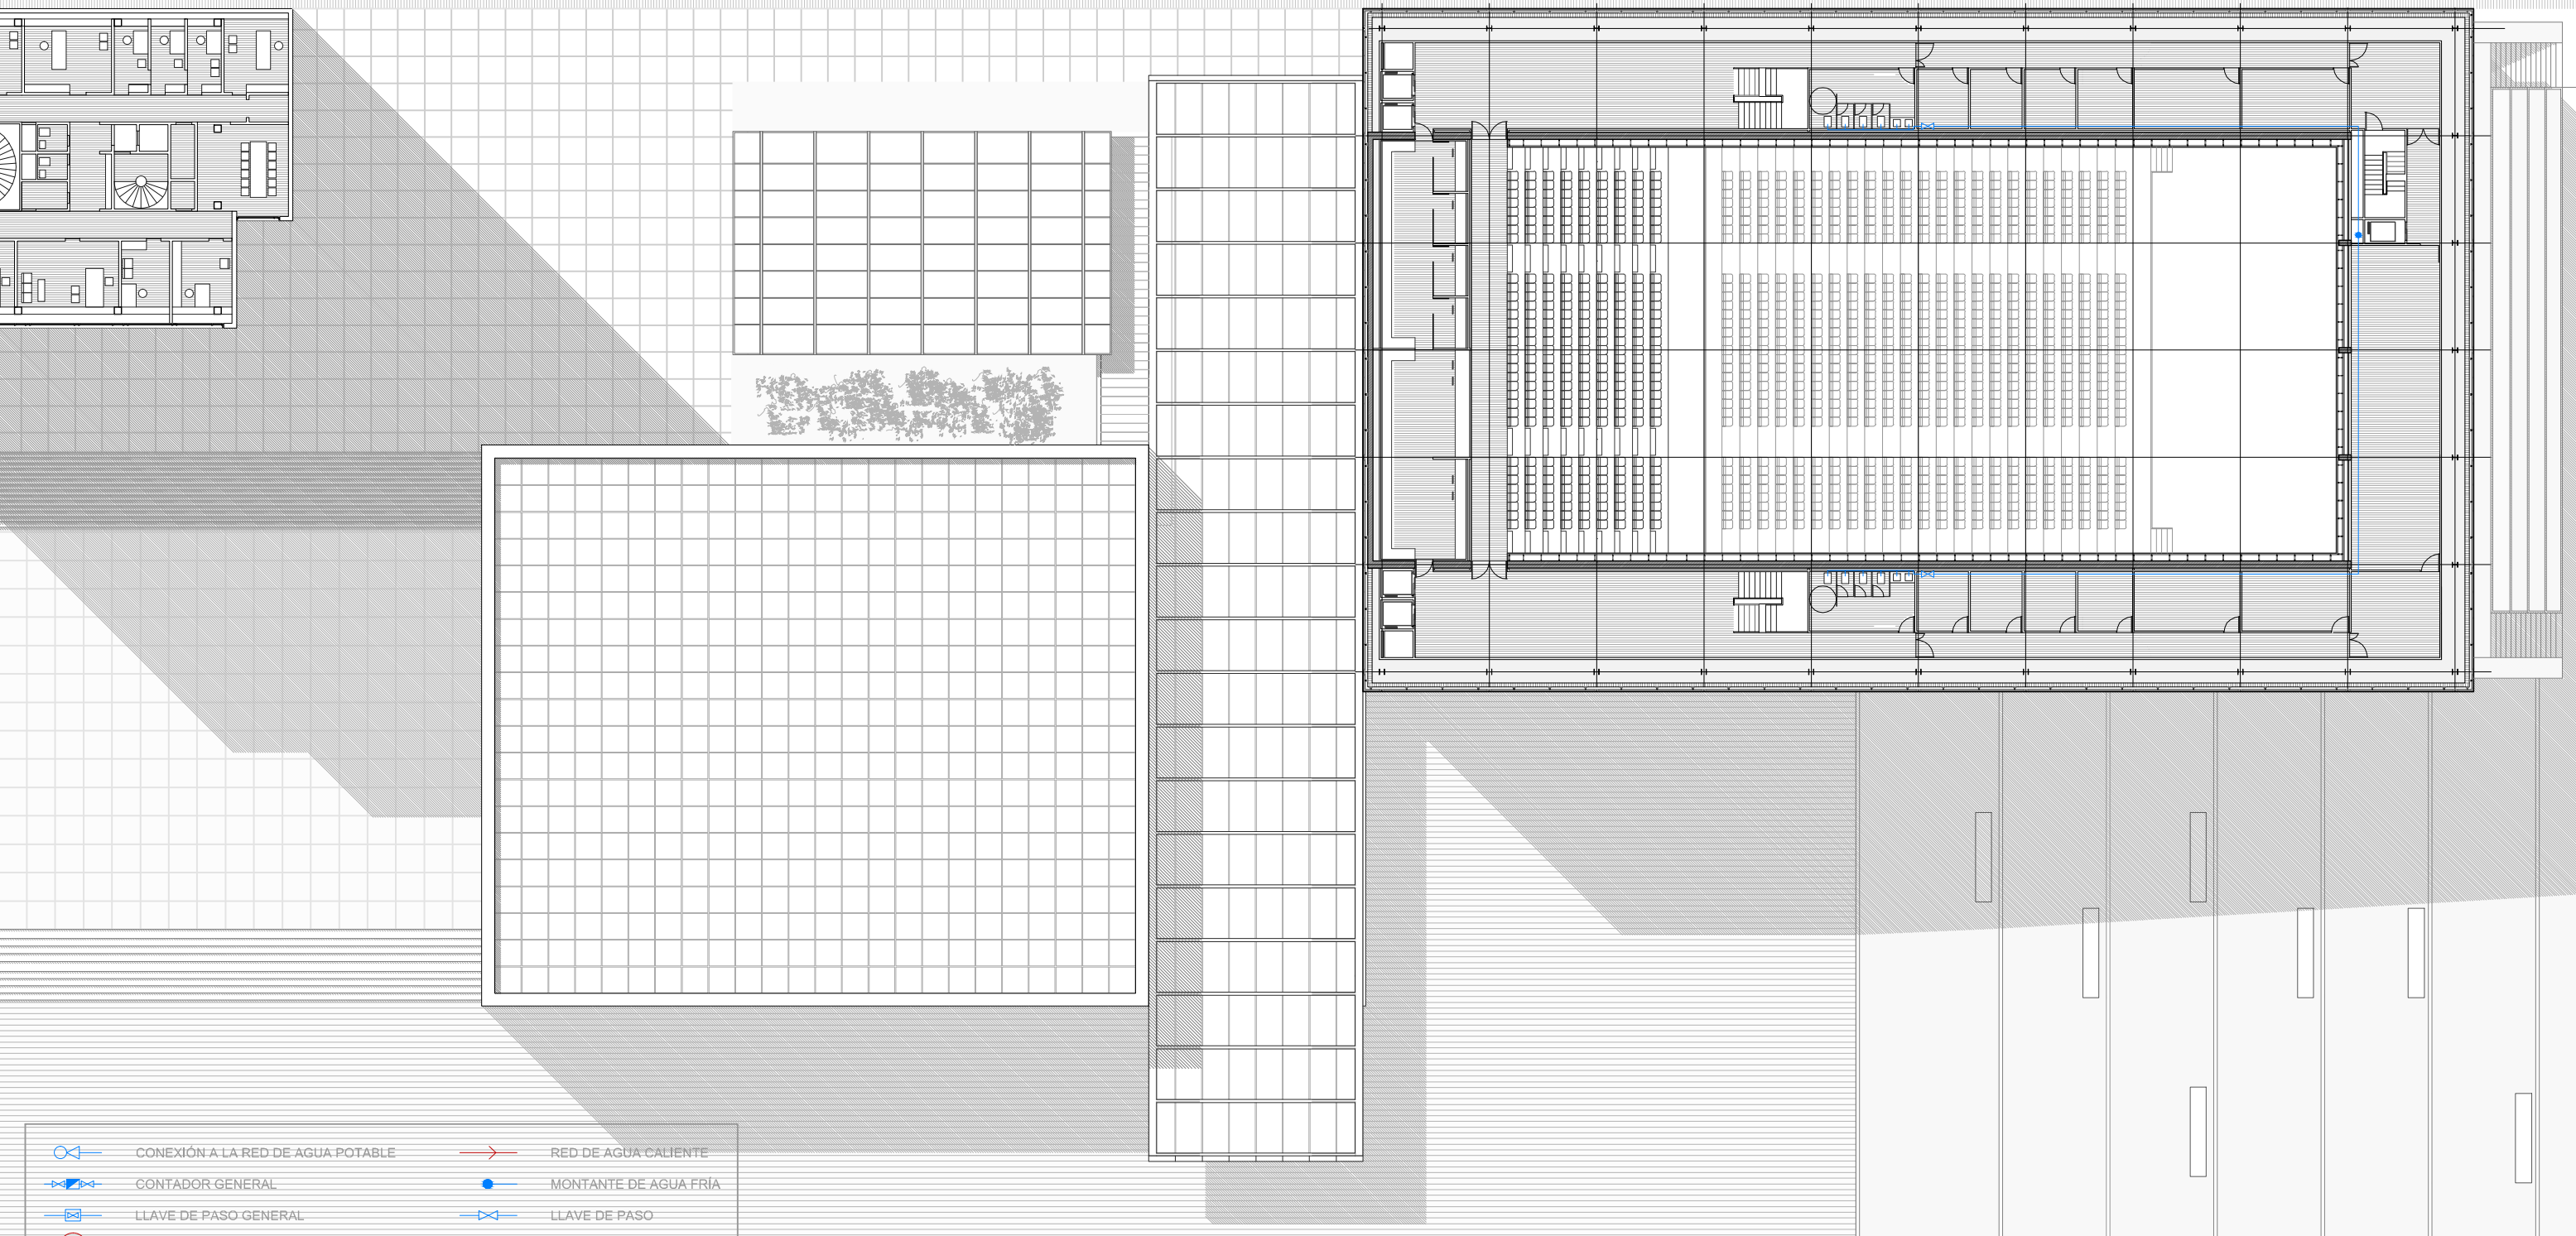 CONEXIÓN A LA RED DE AGUA POTABLE
RED DE AGUA CALIENTE
CONTADOR GENERAL
MONTANTE DE AGUA FRÍA
LLAVE DE PASO GENERAL
LLAVE DE PASO